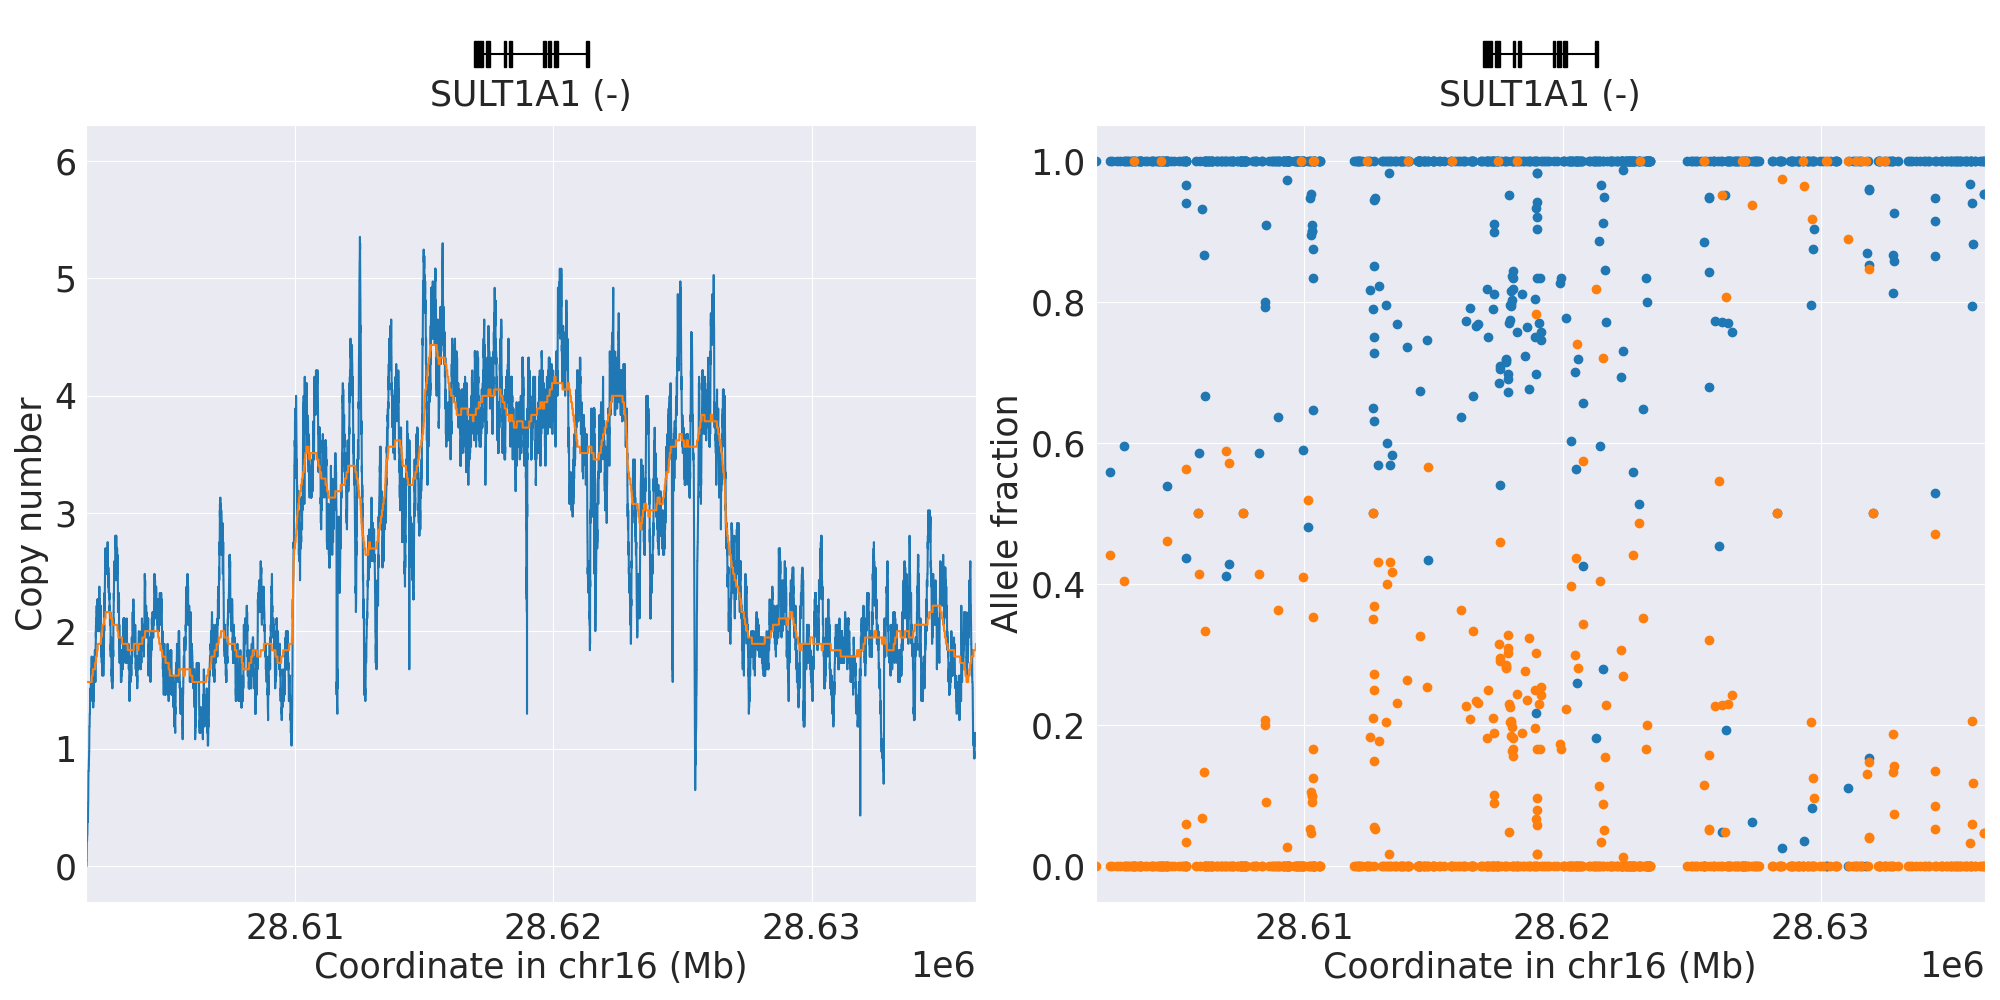 SULT1A1 (-)
Copy number
6
5
4
3
2
1
0
28.61
28.62
28.63
Coordinate in chr16 (Mb)
1e6
SULT1A1 (-)
Allele fraction
1.0
0.8
0.6
0.4
0.2
0.0
28.61
28.62
28.63
Coordinate in chr16 (Mb)
1e6